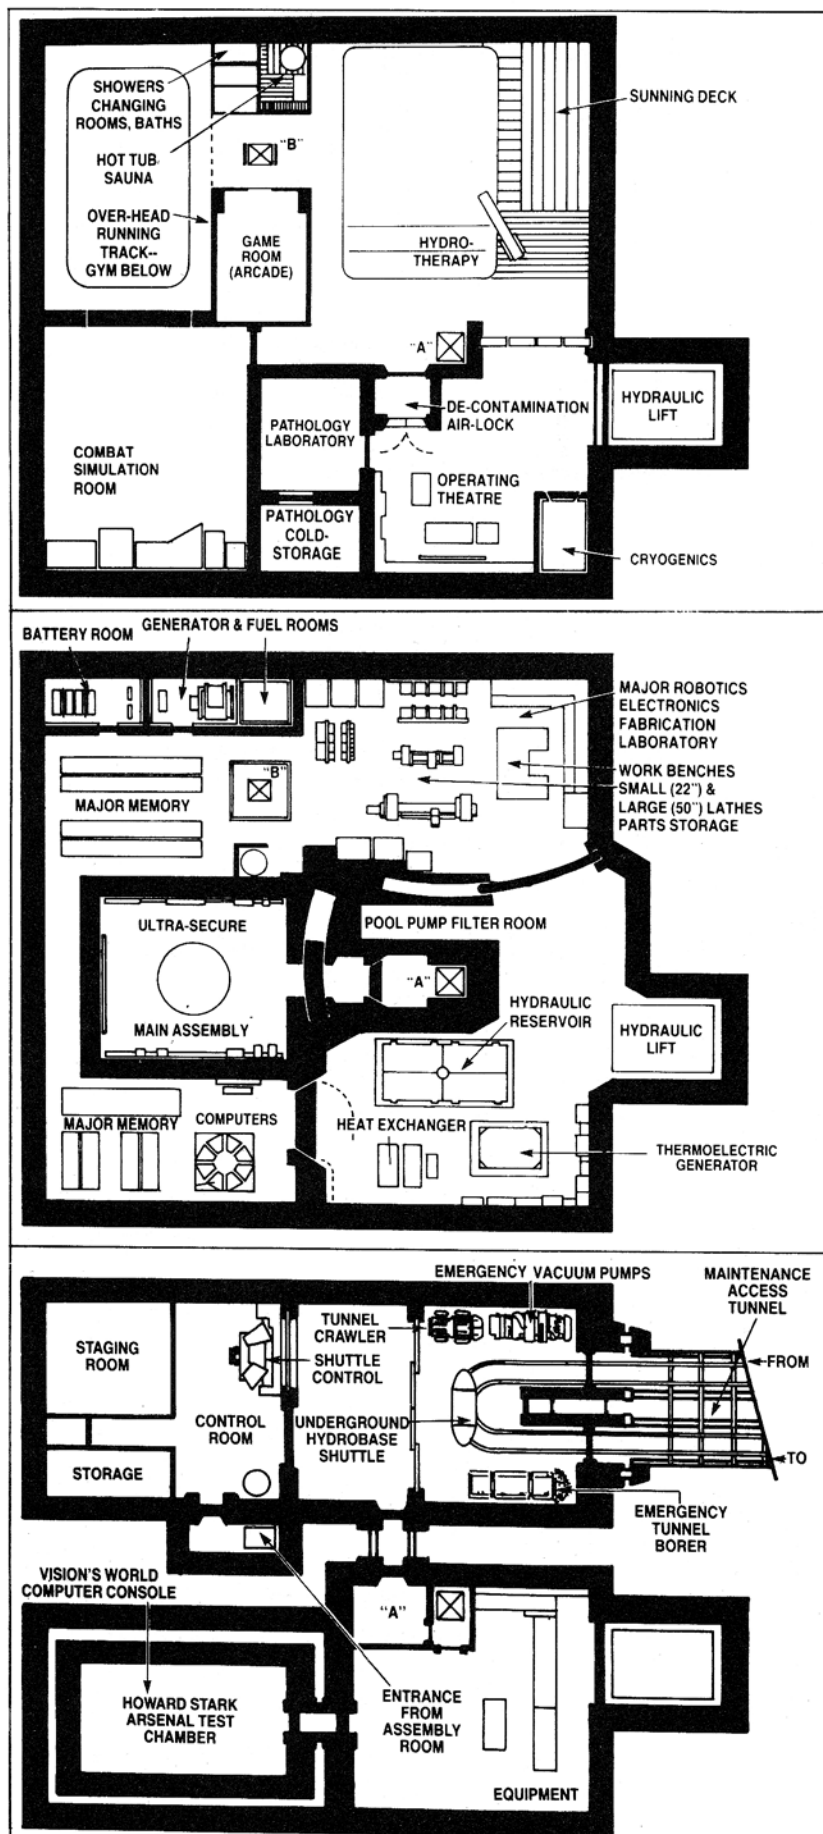 SHOWERS
CHANGING
ROOMS, BATHS
HOT TUB
SAUNA
OVER-HEAD
RUNNING
TRACK--
GYM BELOW
"B"
GAME
ROOM
(ARCADE)
SUNNING DECK
HYDRO-
THERAPY
"A"
HYDRAULIC
LIFT
DE-CONTAMINATION
AIR-LOCK
PATHOLOGY
LABORATORY
COMBAT
SIMULATION
ROOM
OPERATING
THEATRE
PATHOLOGY
COLD-
STORAGE
CRYOGENICS
BATTERY ROOM
GENERATOR & FUEL ROOMS
MAJOR ROBOTICS
ELECTRONICS
FABRICATION
LABORATORY
WORK BENCHES
SMALL (22") &
LARGE (50") LATHES
PARTS STORAGE
"B"
MAJOR MEMORY
ULTRA-SECURE
MAIN ASSEMBLY
POOL PUMP FILTER ROOM
"A"
HYDRAULIC
RESERVOIR
HYDRAULIC
LIFT
MAJOR MEMORY
COMPUTERS
HEAT EXCHANGER
THERMOELECTRIC
GENERATOR
EMERGENCY VACUUM PUMPS
MAINTENANCE
ACCESS
TUNNEL
TUNNEL
CRAWLER
FROM
STAGING
ROOM
SHUTTLE
CONTROL
CONTROL
ROOM
UNDERGROUND
HYDROBASE
SHUTTLE
TO
STORAGE
EMERGENCY
TUNNEL
BORER
VISION'S WORLD
COMPUTER CONSOLE
"A"
HOWARD STARK
ARSENAL TEST
CHAMBER
ENTRANCE
FROM
ASSEMBLY
ROOM
EQUIPMENT